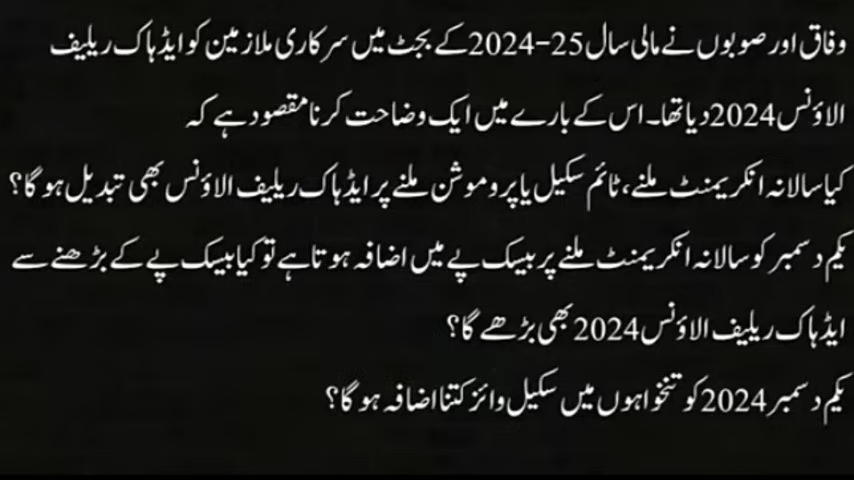 وفاق اور صوبوں نے مالی سال 25-2024 کے بجٹ میں سرکاری ملازمین کو ایڈہاک ریلیف
الاؤنس 2024 دیا تھا۔ اس کے بارے میں ایک وضاحت کرنا مقصود ہے کہ
کیا سالانہ انکریمنٹ ملنے، ٹائم سکیل یا پروموشن ملنے پر ایڈہاک ریلیف الاؤنس بھی تبدیل ہو گا؟
یکم دسمبر کو سالانہ انکریمنٹ ملنے پر بیسک پے میں اضافہ ہوتا ہے تو کیا بیسک پے کے بڑھنے سے
ایڈہاک ریلیف الاؤنس 2024 بھی بڑھے گا؟
یکم دسمبر 2024 کو تنخواہوں میں سکیل وائز کتنا اضافہ ہو گا؟